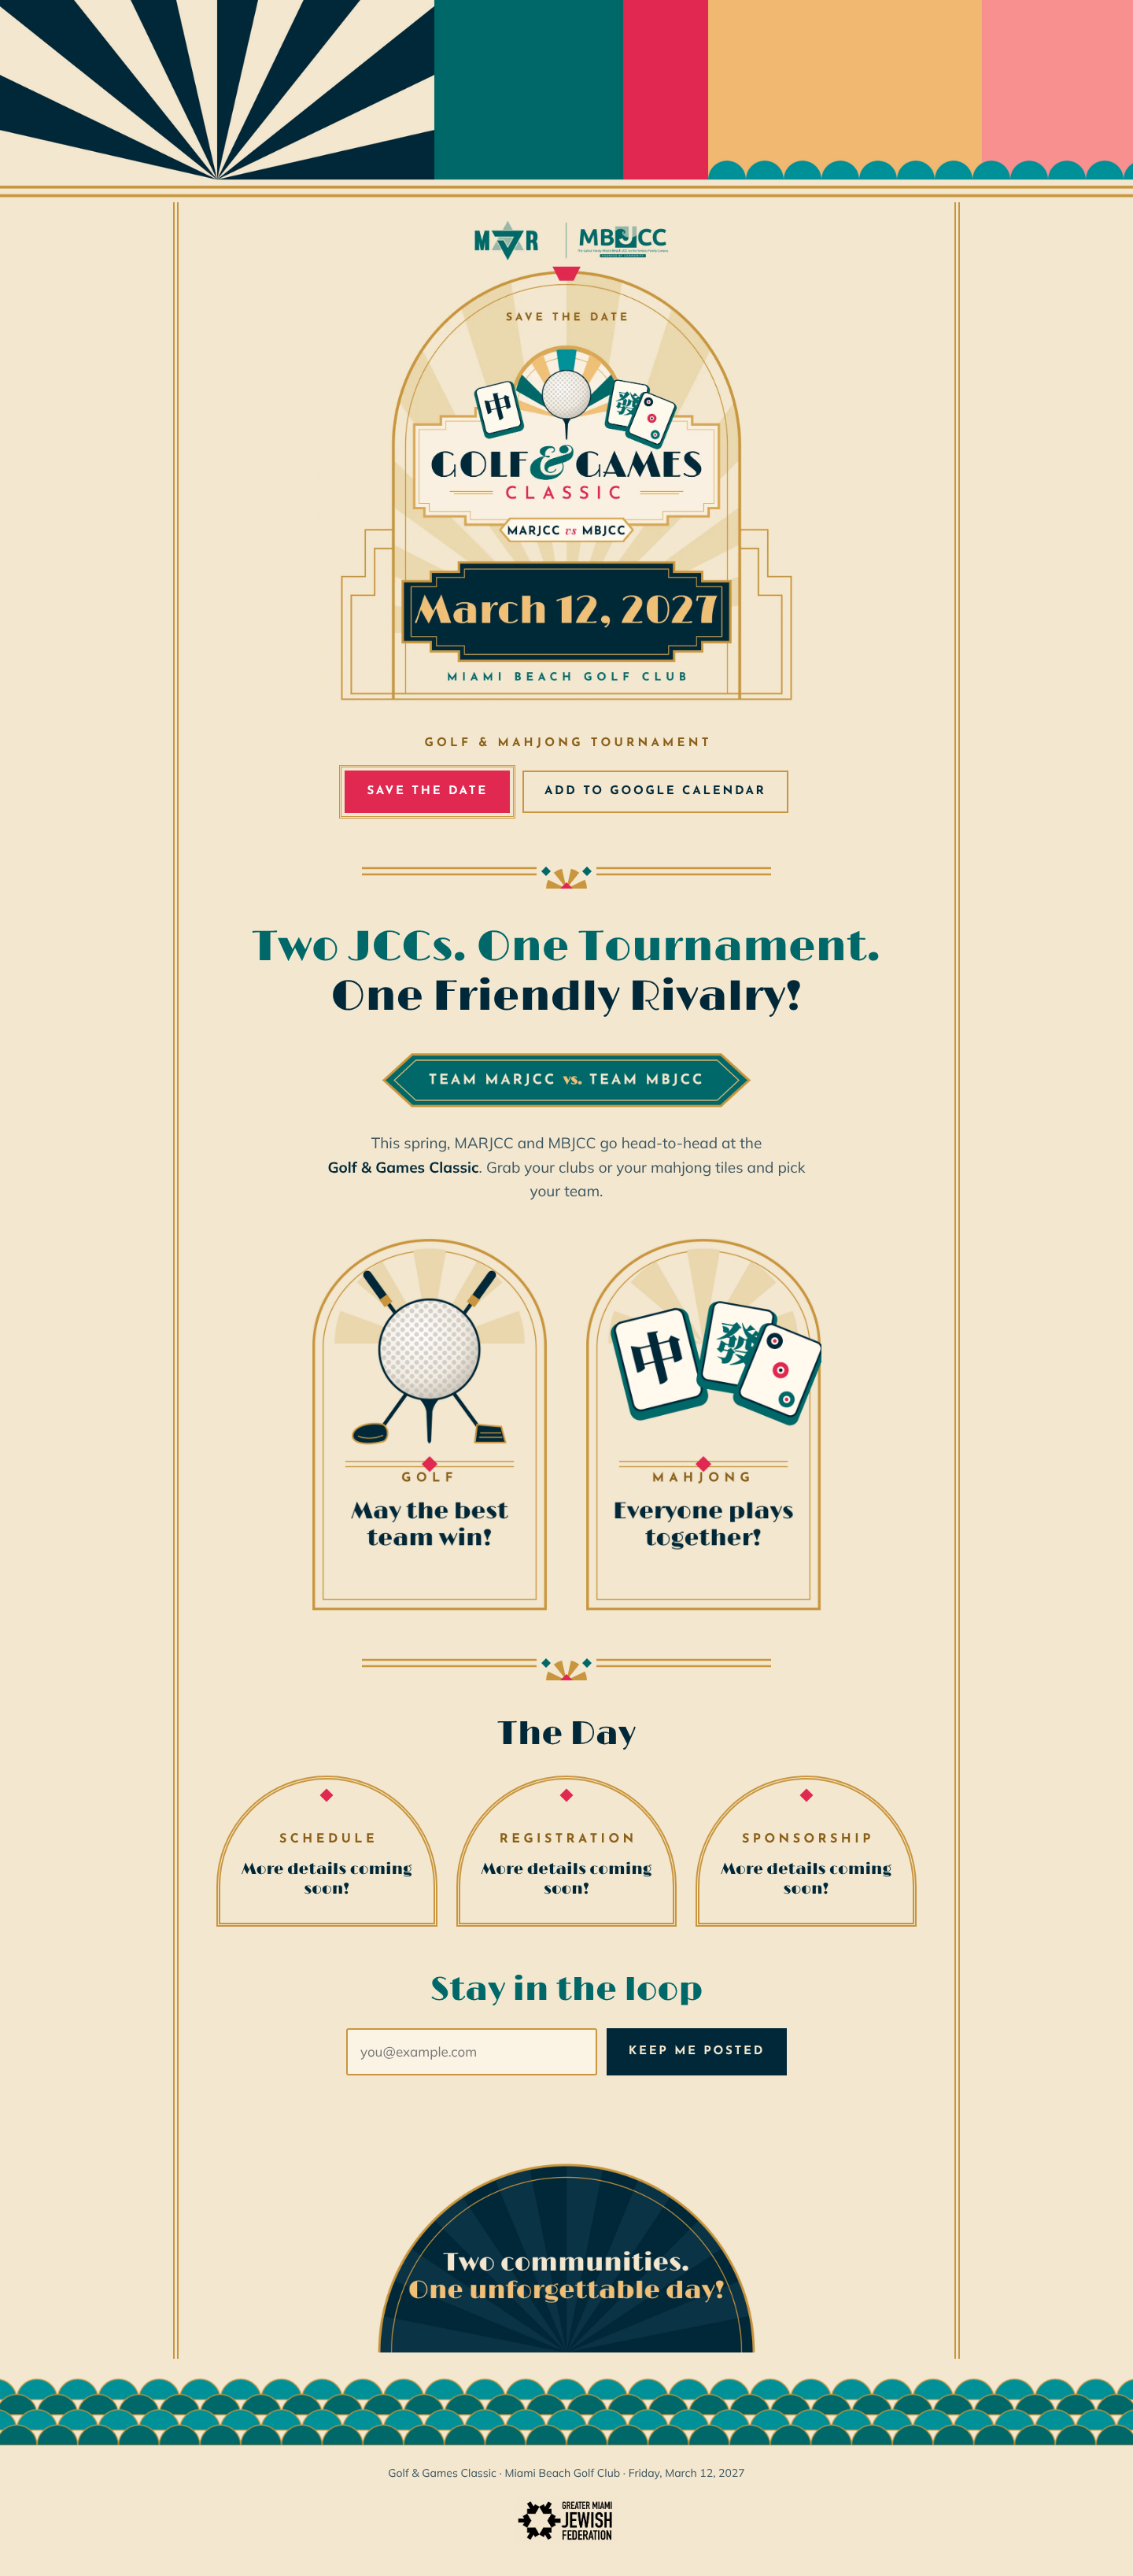 MAR
MBJCC
SAVE THE DATE
中
發
GOLF & GAMES
CLASSIC
MARJCC vs MBJCC
March 12, 2027
MIAMI BEACH GOLF CLUB
GOLF & MAHJONG TOURNAMENT
SAVE THE DATE
ADD TO GOOGLE CALENDAR
Two JCCs. One Tournament.
One Friendly Rivalry!
TEAM MARJCC vs. TEAM MBJCC
This spring, MARJCC and MBJCC go head-to-head at the
Golf & Games Classic. Grab your clubs or your mahjong tiles and pick
your team.
GOLF
May the best
team win!
中
發
MAHJONG
Everyone plays
together!
The Day
SCHEDULE
More details coming
soon!
REGISTRATION
More details coming
soon!
SPONSORSHIP
More details coming
soon!
Stay in the loop
you@example.com
KEEP ME POSTED
Two communities.
One unforgettable day!
Golf & Games Classic · Miami Beach Golf Club · Friday, March 12, 2027
GREATER MIAMI
JEWISH
FEDERATION